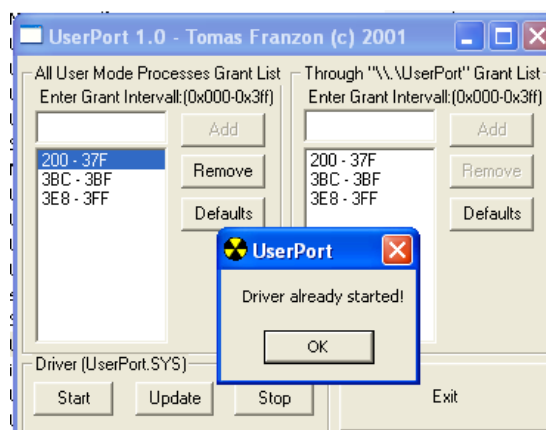 UserPort 1.0 - Tomas Franzon (c) 2001
All User Mode Processes Grant List
Enter Grant Intervall:(0x000-0x3ff)
Add
200 - 37F
3BC - 3BF
3E8 - 3FF
Remove
Defaults
Through "\\.\UserPort" Grant List
Enter Grant Intervall:(0x000-0x3ff)
Add
200 - 37F
3BC - 3BF
3E8 - 3FF
Remove
Defaults
UserPort
Driver already started!
OK
Driver (UserPort.SYS)
Start
Update
Stop
Exit